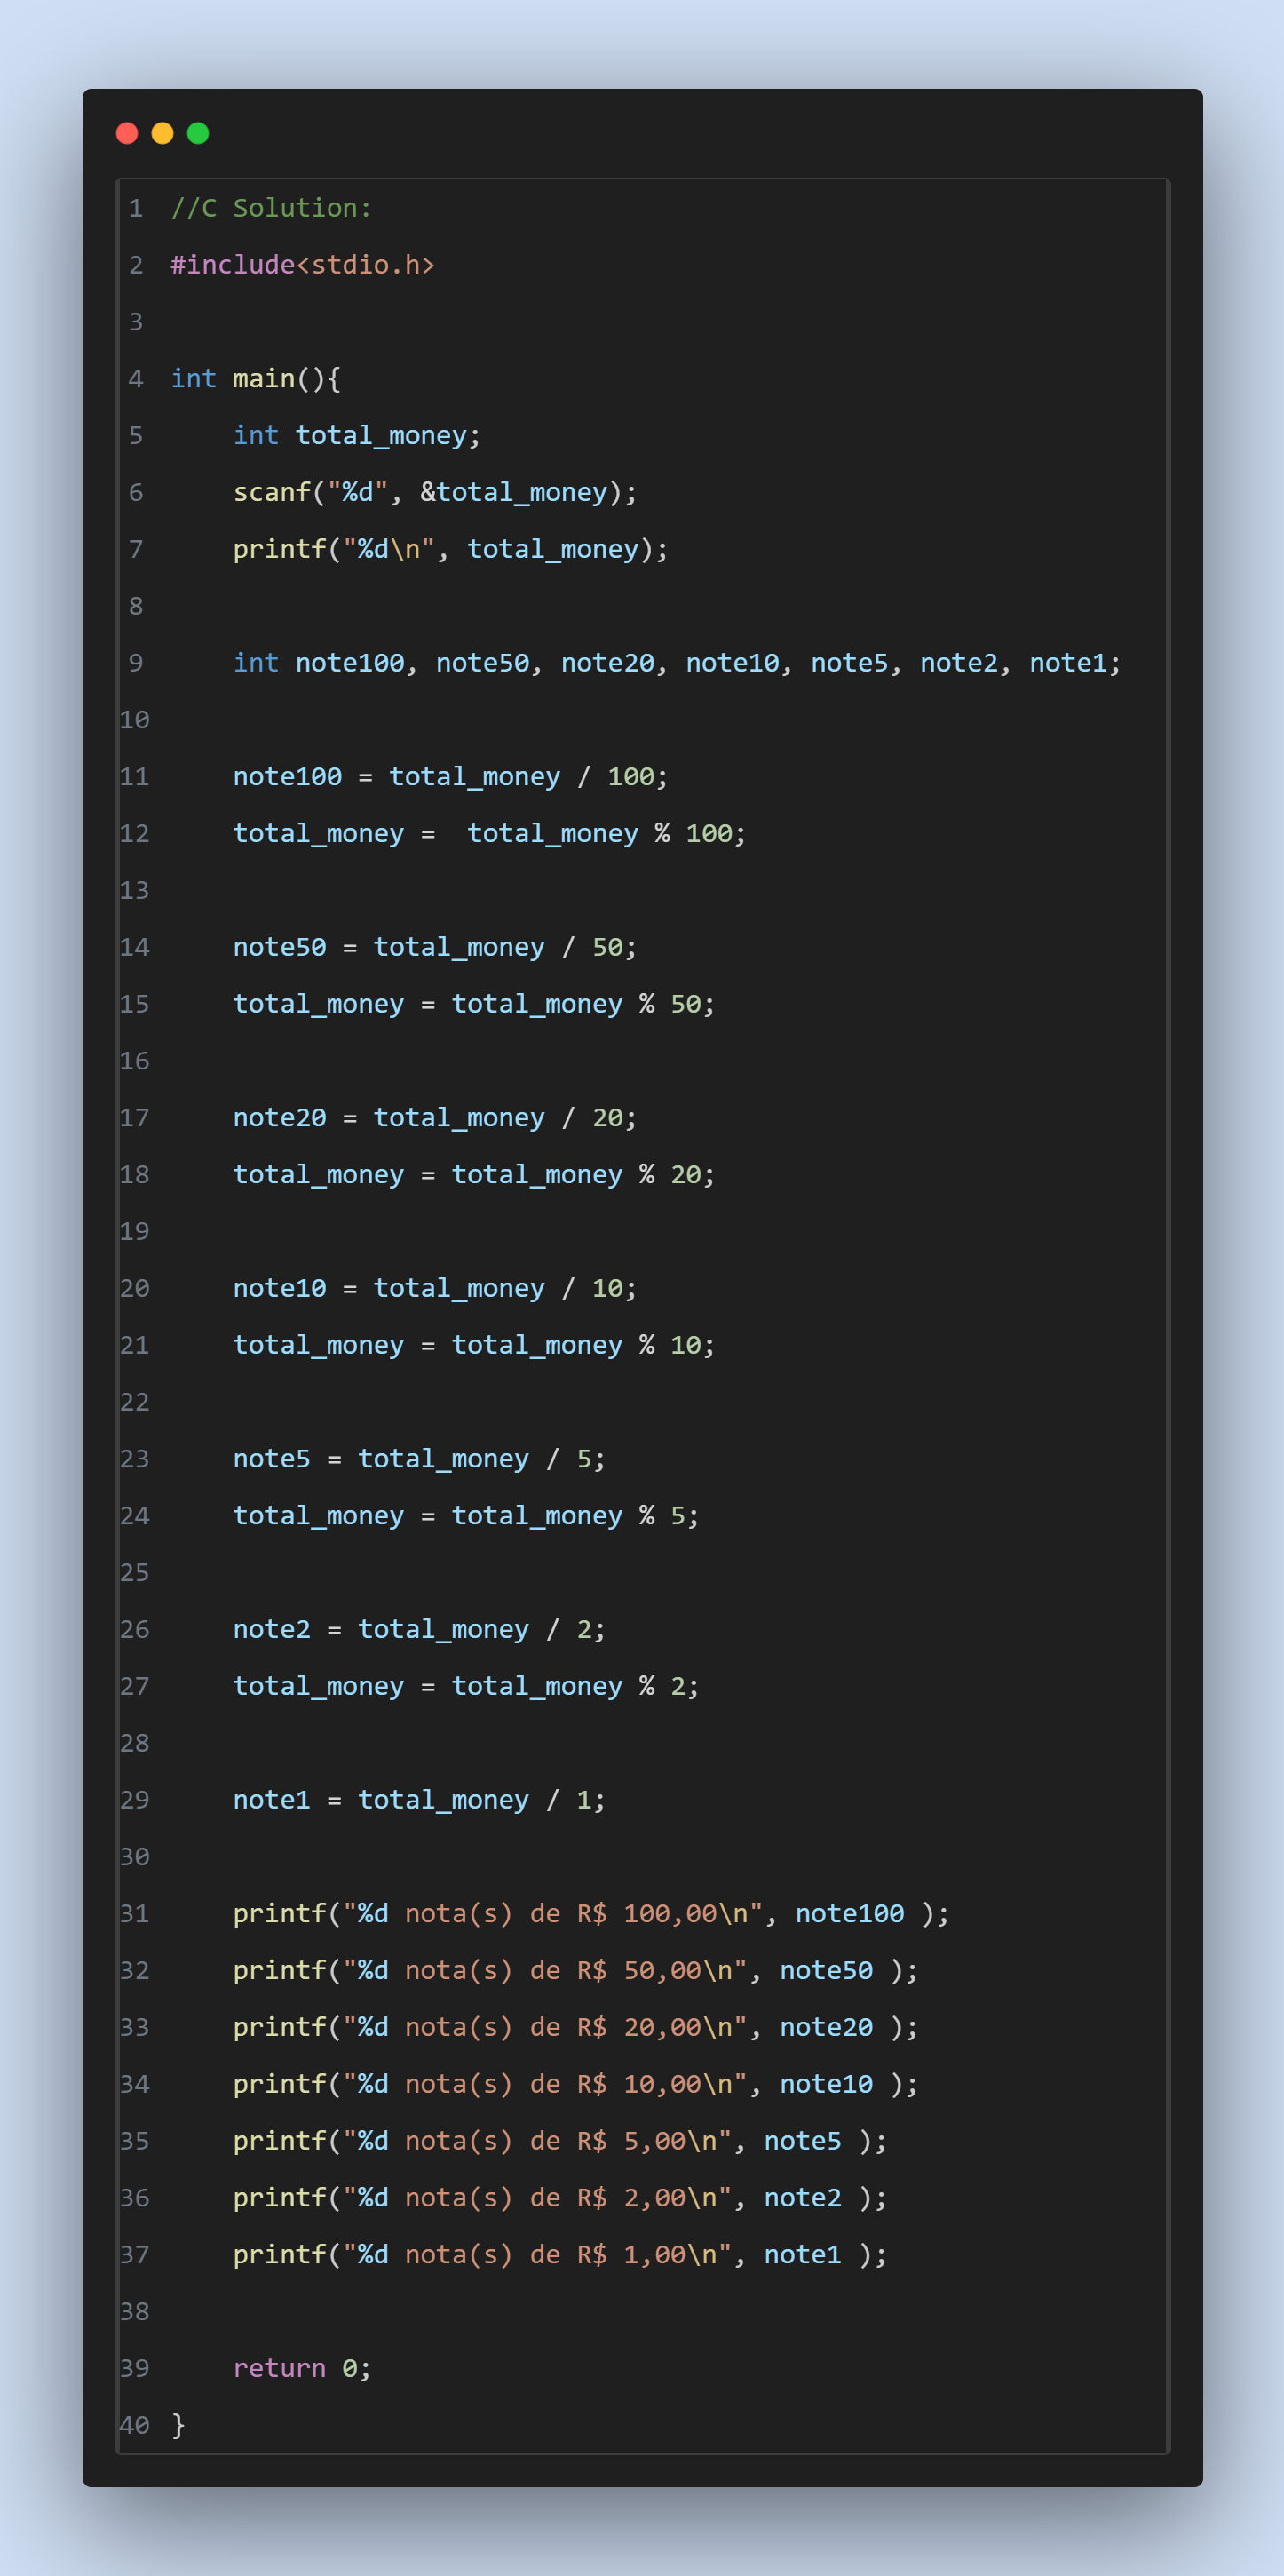 1 //C Solution:
2 #include<stdio.h>
3
4 int main(){
5     int total_money;
6     scanf("%d", &total_money);
7     printf("%d\n", total_money);
8
9     int note100, note50, note20, note10, note5, note2, note1;
10
11     note100 = total_money / 100;
12     total_money =  total_money % 100;
13
14     note50 = total_money / 50;
15     total_money = total_money % 50;
16
17     note20 = total_money / 20;
18     total_money = total_money % 20;
19
20     note10 = total_money / 10;
21     total_money = total_money % 10;
22
23     note5 = total_money / 5;
24     total_money = total_money % 5;
25
26     note2 = total_money / 2;
27     total_money = total_money % 2;
28
29     note1 = total_money / 1;
30
31     printf("%d nota(s) de R$ 100,00\n", note100 );
32     printf("%d nota(s) de R$ 50,00\n", note50 );
33     printf("%d nota(s) de R$ 20,00\n", note20 );
34     printf("%d nota(s) de R$ 10,00\n", note10 );
35     printf("%d nota(s) de R$ 5,00\n", note5 );
36     printf("%d nota(s) de R$ 2,00\n", note2 );
37     printf("%d nota(s) de R$ 1,00\n", note1 );
38
39     return 0;
40 }